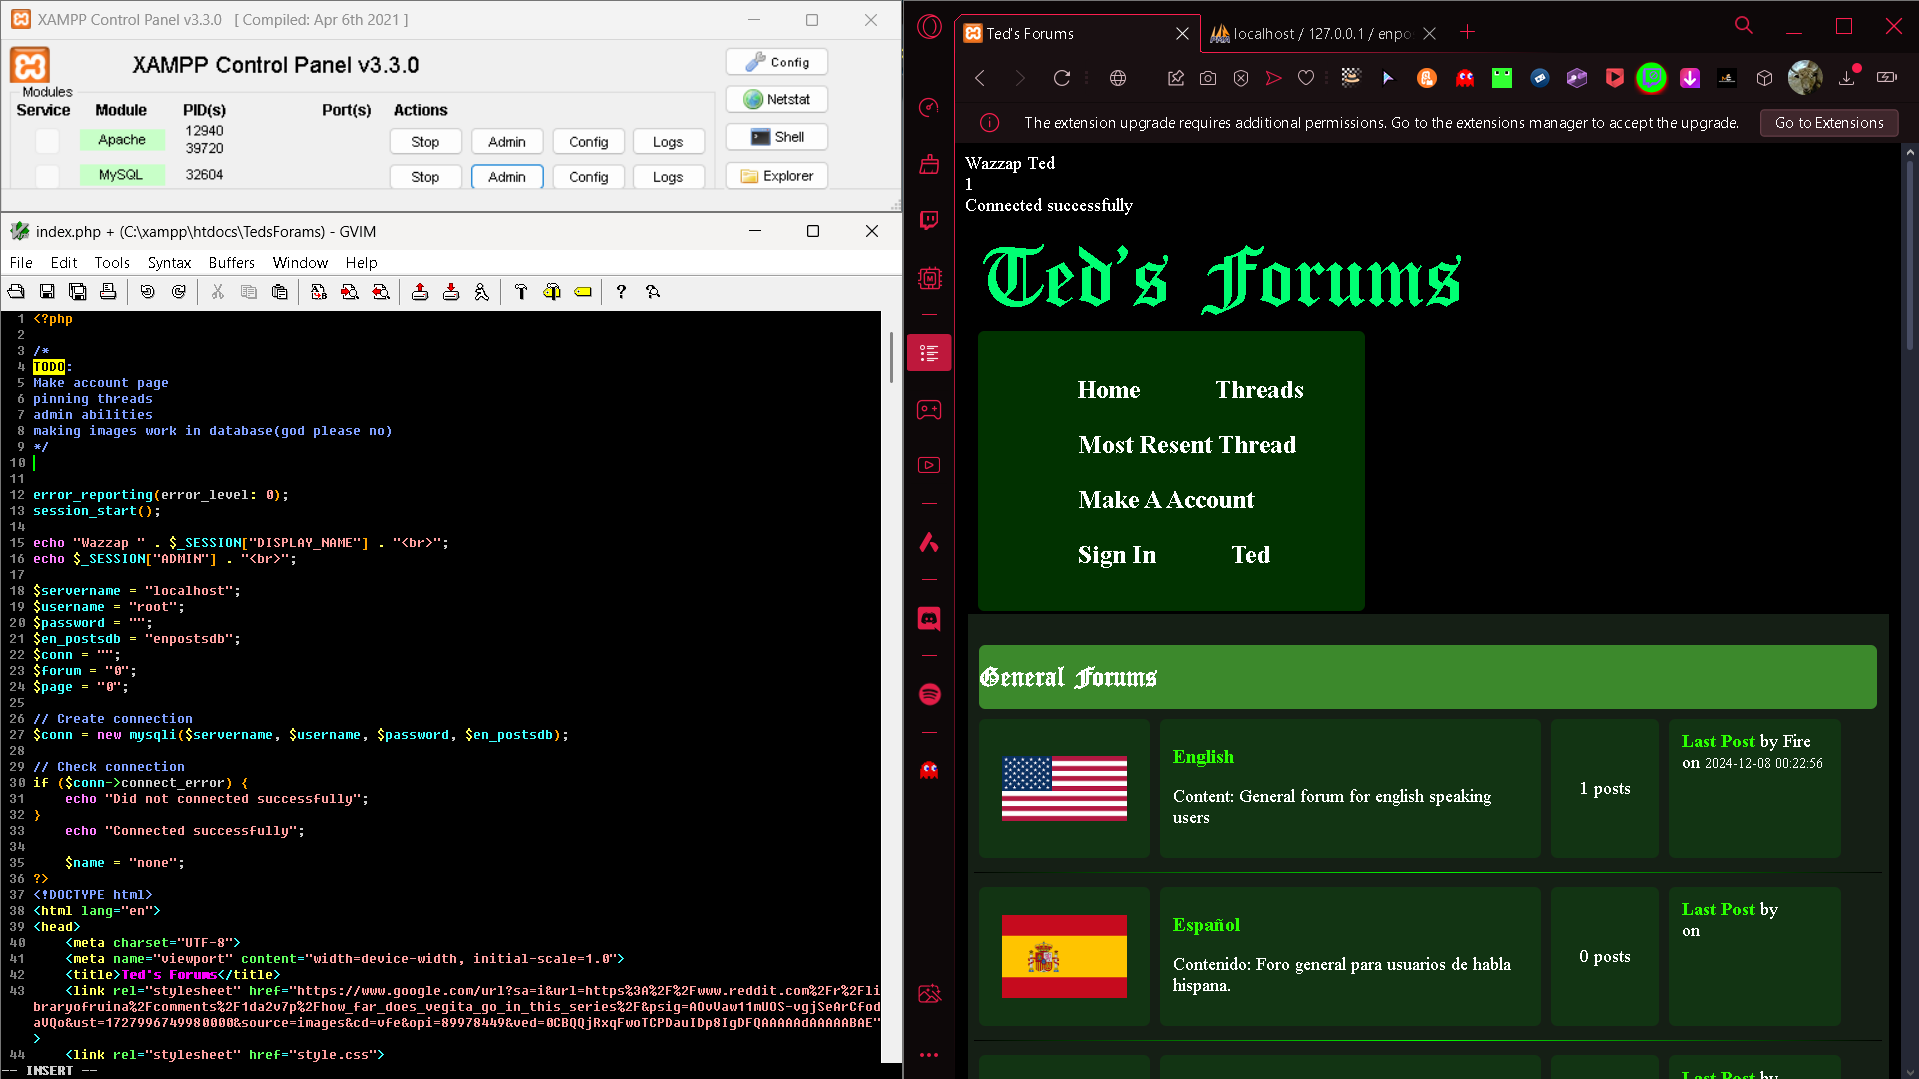 XAMPP Control Panel v3.3.0 [ Compiled: Apr 6th 2021 ]
XAMPP Control Panel v3.3.0
Modules
Service Module PID(s) Port(s) Actions
Apache 12940 39720 Stop Admin Config Logs
MySQL 32604 Stop Admin Config Logs
Config
Netstat
Shell
Explorer
index.php + (C:\xampp\htdocs\TedsForams) - GVIM
File Edit Tools Syntax Buffers Window Help
1 <?php
2
3 /*
4 TODO:
5 Make account page
6 pinning threads
7 admin abilities
8 making images work in database(god please no)
9 */
10
11
12 error_reporting(error_level: 0);
13 session_start();
14
15 echo "Wazzap " . $_SESSION["DISPLAY_NAME"] . "<br>";
16 echo $_SESSION["ADMIN"] . "<br>";
17
18 $servername = "localhost";
19 $username = "root";
20 $password = "";
21 $en_postsdb = "enpostsdb";
22 $conn = "";
23 $forum = "0";
24 $page = "0";
25
26 // Create connection
27 $conn = new mysqli($servername, $username, $password, $en_postsdb);
28
29 // Check connection
30 if ($conn->connect_error) {
31 echo "Did not connected successfully";
32 }
33 echo "Connected successfully";
34
35 $name = "none";
36 ?>
37 <!DOCTYPE html>
38 <html lang="en">
39 <head>
40 <meta charset="UTF-8">
41 <meta name="viewport" content="width=device-width, initial-scale=1.0">
42 <title>Ted's Forums</title>
43 <link rel="stylesheet" href="https://www.google.com/url?sa=i&url=https%3A%2F%2Fwww.reddit.com%2Fr%2Fli
braryofruina%2Fcomments%2F1da2v7p%2Fhow_far_does_vegita_go_in_this_series%2F&psig=AOvVaw11mUOS-vgjSeArCfod
aVQo&ust=1727996749980000&source=images&cd=vfe&opi=89978449&ved=0CBQQjRxqFwoTCPDauIDp8IgDFQAAAAAdAAAAABAE"
>
44 <link rel="stylesheet" href="style.css">
-- INSERT --
Ted's Forums
localhost / 127.0.0.1 / enpo
The extension upgrade requires additional permissions. Go to the extensions manager to accept the upgrade.
Go to Extensions
Wazzap Ted
1
Connected successfully
Ted's Forums
Home Threads
Most Resent Thread
Make A Account
Sign In Ted
General Forums
English
Content: General forum for english speaking
users
1 posts
Last Post by Fire
on 2024-12-08 00:22:56
Español
Contenido: Foro general para usuarios de habla
hispana.
0 posts
Last Post by
on
Last Post by